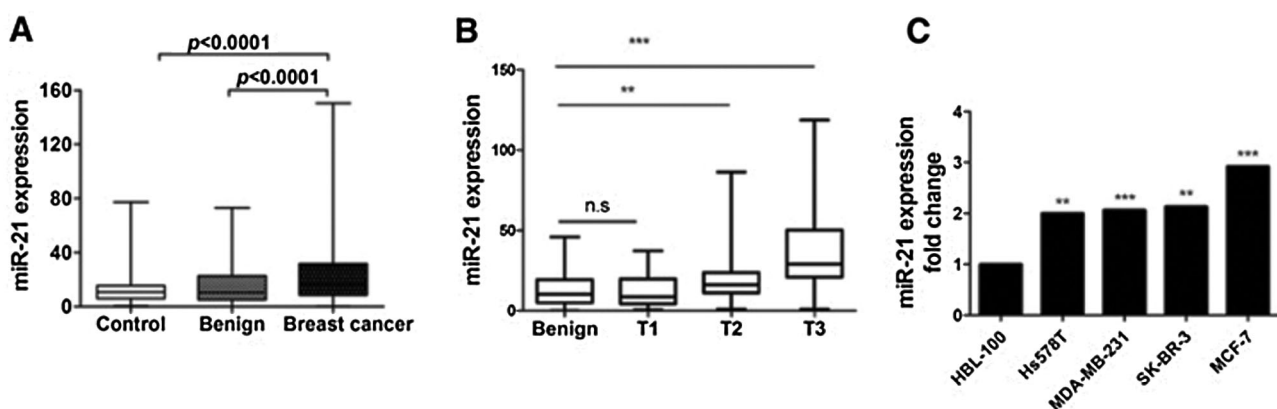 A
p<0.0001
p<0.0001
miR-21 expression
160
120
80
40
0
Control Benign Breast cancer
B
***
**
n.s
miR-21 expression
150
100
50
0
Benign T1 T2 T3
C
miR-21 expression
fold change
4
3
2
1
0
** *** ** ***
HBL-100
Hs578T
MDA-MB-231
SK-BR-3
MCF-7